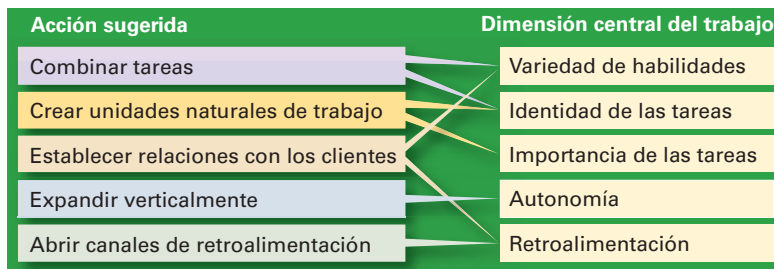 Acción sugerida
Dimensión central del trabajo
Combinar tareas
Variedad de habilidades
Crear unidades naturales de trabajo
Identidad de las tareas
Establecer relaciones con los clientes
Importancia de las tareas
Expandir verticalmente
Autonomía
Abrir canales de retroalimentación
Retroalimentación